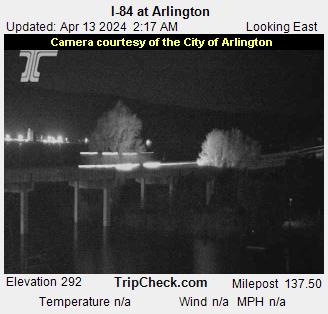 I-84 at Arlington
Updated: Apr 13 2024 2:17 AM Looking East
Camera courtesy of the City of Arlington
Elevation 292 TripCheck.com Milepost 137.50
Temperature n/a Wind n/a MPH n/a